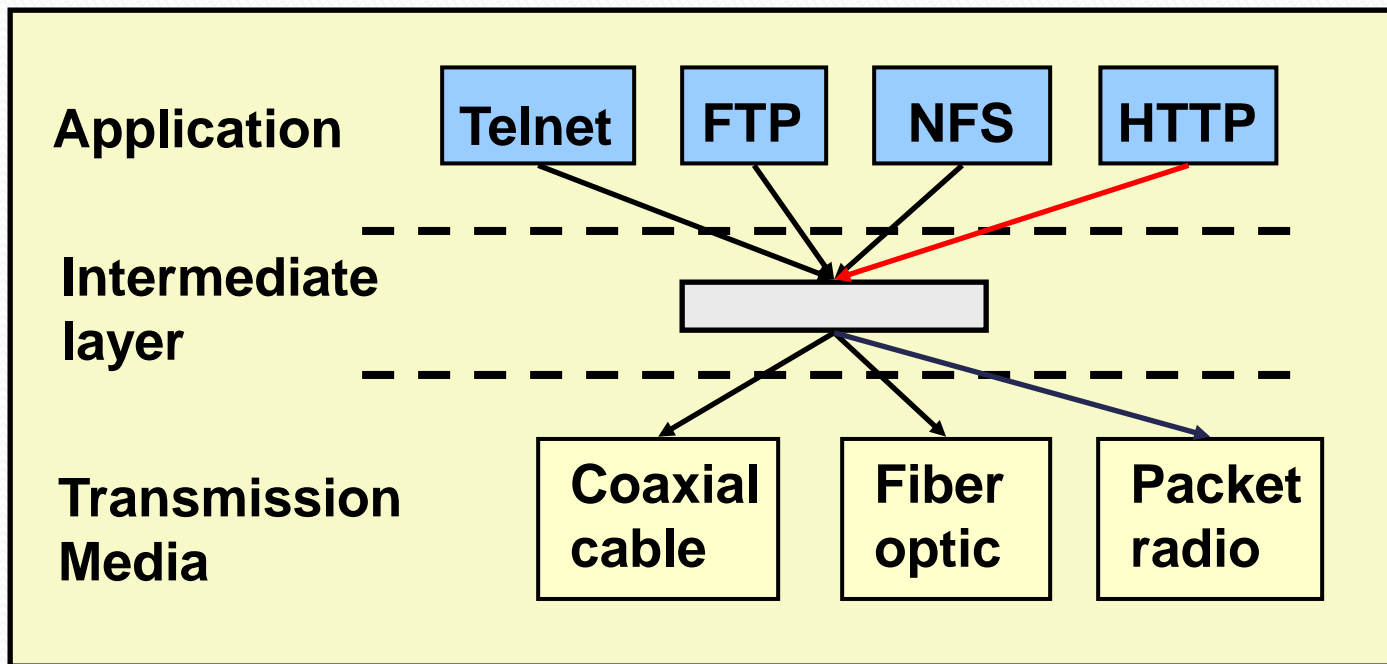 Application
Telnet
FTP
NFS
HTTP
Intermediate
layer
Transmission
Media
Coaxial
cable
Fiber
optic
Packet
radio